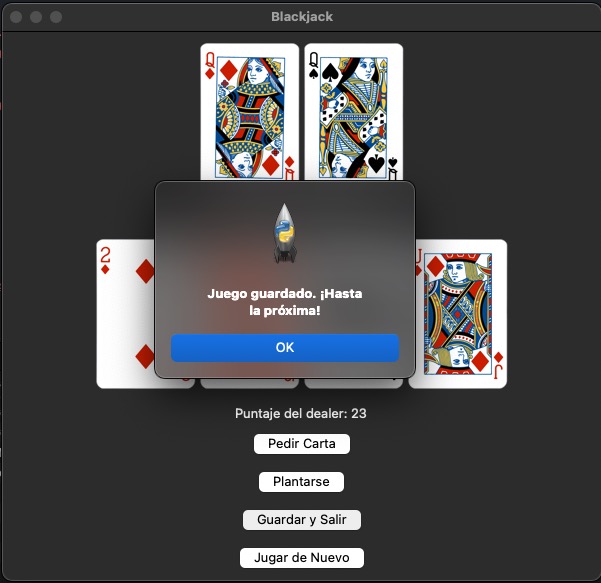 Blackjack
Q
Q
Juego guardado. ¡Hasta
la próxima!
OK
2
J
J
Puntaje del dealer: 23
Pedir Carta
Plantarse
Guardar y Salir
Jugar de Nuevo